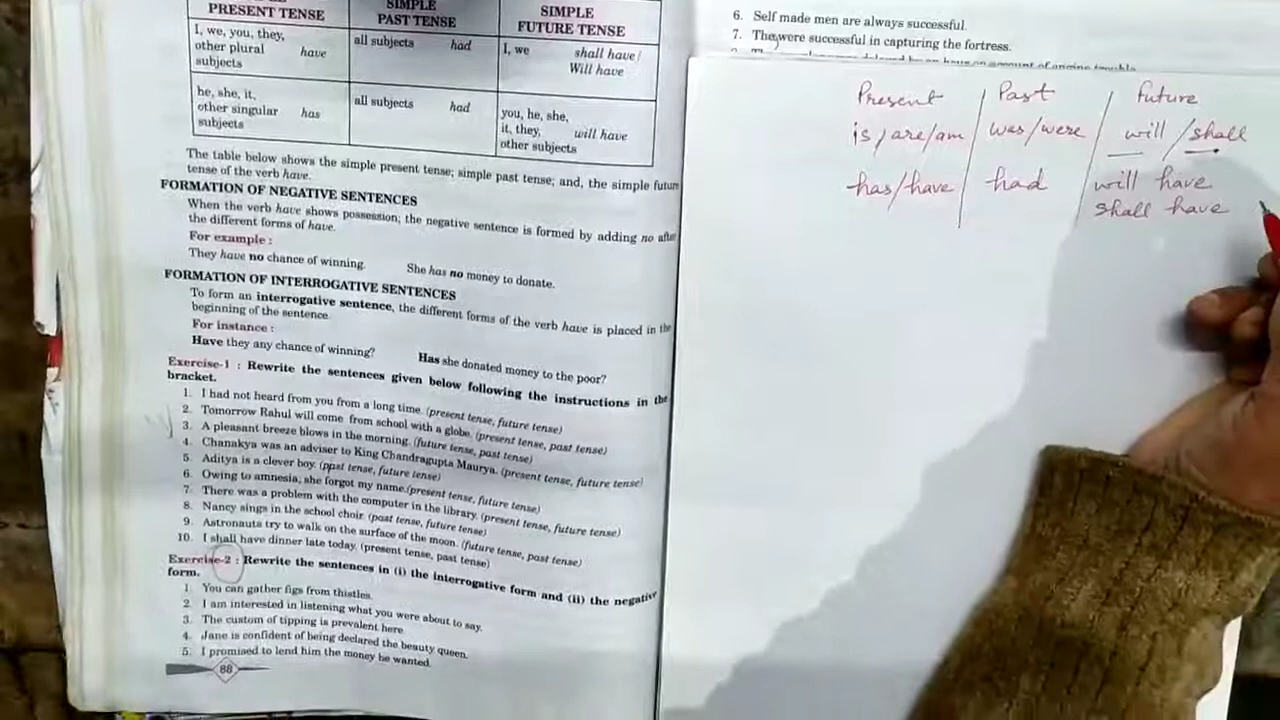 PRESENT TENSE
SIMPLE
PAST TENSE
SIMPLE
FUTURE TENSE
I, we, you, they,
other plural have
subjects
all subjects had
I, we shall have/
Will have
he, she, it,
other singular has
subjects
all subjects had
you, he, she,
it, they, will have
other subjects
The table below shows the simple present tense; simple past tense; and, the simple futur
tense of the verb have.
FORMATION OF NEGATIVE SENTENCES
When the verb have shows possession; the negative sentence is formed by adding no afte
the different forms of have.
For example :
They have no chance of winning. She has no money to donate.
FORMATION OF INTERROGATIVE SENTENCES
To form an interrogative sentence, the different forms of the verb have is placed in the
beginning of the sentence.
For instance :
Have they any chance of winning? Has she donated money to the poor?
Exercise-1 : Rewrite the sentences given below following the instructions in the
bracket.
1. I had not heard from you from a long time. (present tense, future tense)
2. Tomorrow Rahul will come from school with a globe. (present tense, past tense)
3. A pleasant breeze blows in the morning. (future tense, past tense)
4. Chanakya was an adviser to King Chandragupta Maurya. (present tense, future tense)
5. Aditya is a clever boy. (past tense, future tense)
6. Owing to amnesia, she forgot my name.(present tense, future tense)
7. There was a problem with the computer in the library. (present tense, future tense)
8. Nancy sings in the school choir. (past tense, future tense)
9. Astronauts try to walk on the surface of the moon. (future tense, past tense)
10. I shall have dinner late today. (present tense, past tense)
Exercise-2 : Rewrite the sentences in (i) the interrogative form and (ii) the negative
form.
1. You can gather figs from thistles.
2. I am interested in listening what you were about to say.
3. The custom of tipping is prevalent here.
4. Jane is confident of being declared the beauty queen.
5. I promised to lend him the money he wanted.
88
6. Self made men are always successful.
7. They were successful in capturing the fortress.
Present / Past / Future
is/are/am was/were will/shall
has/have had will have
shall have